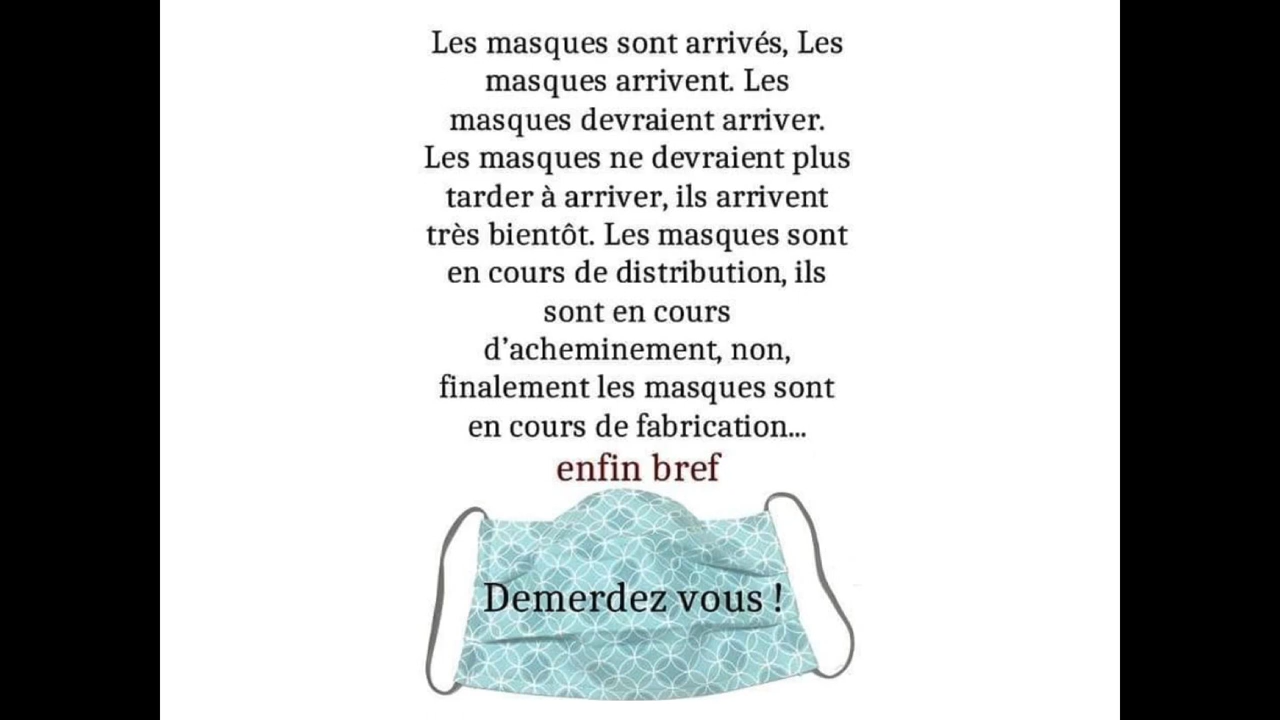 Les masques sont arrivés, Les
masques arrivent. Les
masques devraient arriver.
Les masques ne devraient plus
tarder à arriver, ils arrivent
très bientôt. Les masques sont
en cours de distribution, ils
sont en cours
d’acheminement, non,
finalement les masques sont
en cours de fabrication...
enfin bref
Demerdez vous !